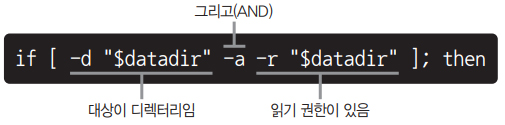 그리고(AND)
if [ -d "$datadir" -a -r "$datadir" ]; then
대상이 디렉터리임 읽기 권한이 있음